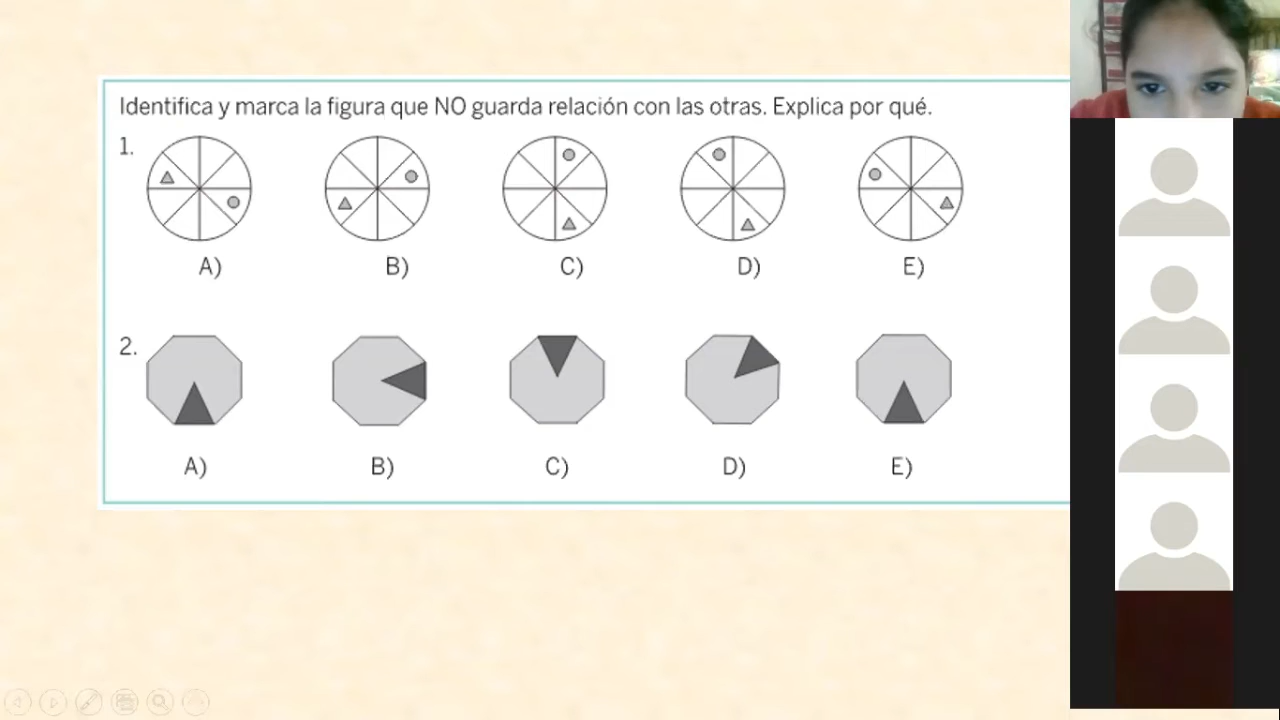 Identifica y marca la figura que NO guarda relación con las otras. Explica por qué.
1.
A) B) C) D) E)
2.
A) B) C) D) E)